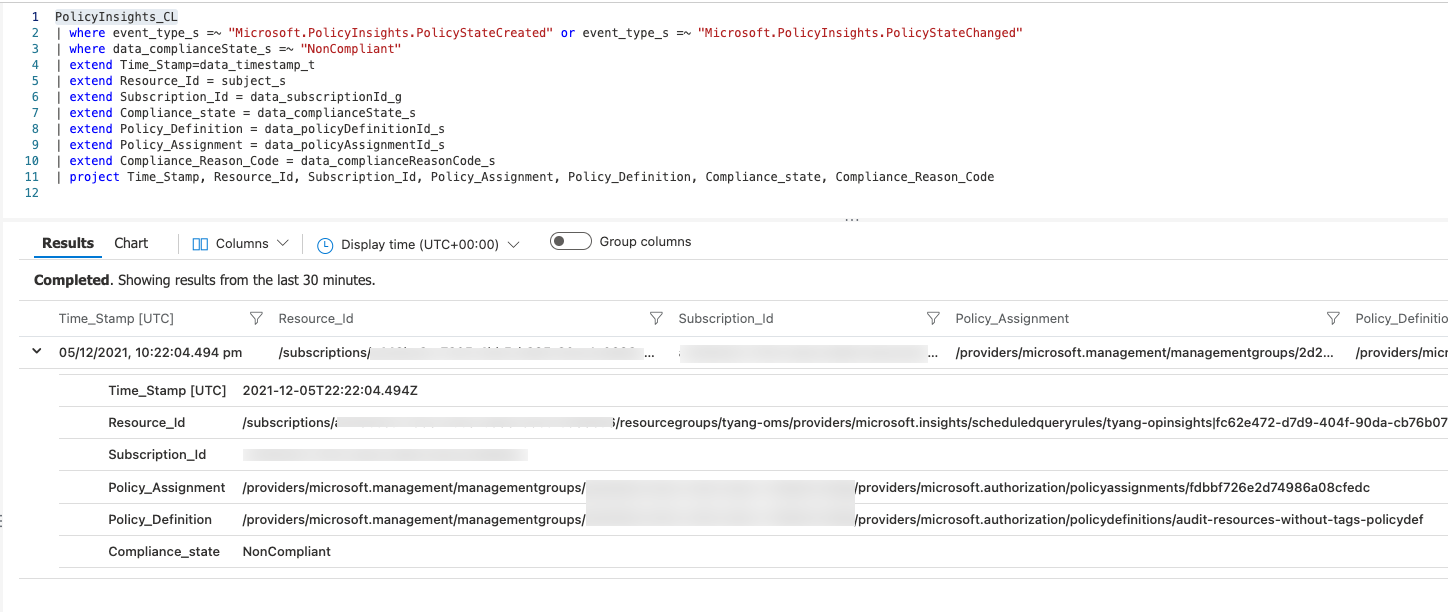 1 PolicyInsights_CL
2 | where event_type_s =~ "Microsoft.PolicyInsights.PolicyStateCreated" or event_type_s =~ "Microsoft.PolicyInsights.PolicyStateChanged"
3 | where data_complianceState_s =~ "NonCompliant"
4 | extend Time_Stamp=data_timestamp_t
5 | extend Resource_Id = subject_s
6 | extend Subscription_Id = data_subscriptionId_g
7 | extend Compliance_state = data_complianceState_s
8 | extend Policy_Definition = data_policyDefinitionId_s
9 | extend Policy_Assignment = data_policyAssignmentId_s
10 | extend Compliance_Reason_Code = data_complianceReasonCode_s
11 | project Time_Stamp, Resource_Id, Subscription_Id, Policy_Assignment, Policy_Definition, Compliance_state, Compliance_Reason_Code
12
Results Chart Columns Display time (UTC+00:00) Group columns
Completed. Showing results from the last 30 minutes.
Time_Stamp [UTC] Resource_Id Subscription_Id Policy_Assignment Policy_Definitio
05/12/2021, 10:22:04.494 pm /subscriptions/ ... ... /providers/microsoft.management/managementgroups/2d2... /providers/micr
Time_Stamp [UTC] 2021-12-05T22:22:04.494Z
Resource_Id /subscriptions/ /resourcegroups/tyang-oms/providers/microsoft.insights/scheduledqueryrules/tyang-opinsights|fc62e472-d7d9-404f-90da-cb76b07
Subscription_Id
Policy_Assignment /providers/microsoft.management/managementgroups/ /providers/microsoft.authorization/policyassignments/fdbbf726e2d74986a08cfedc
Policy_Definition /providers/microsoft.management/managementgroups/ /providers/microsoft.authorization/policydefinitions/audit-resources-without-tags-policydef
Compliance_state NonCompliant